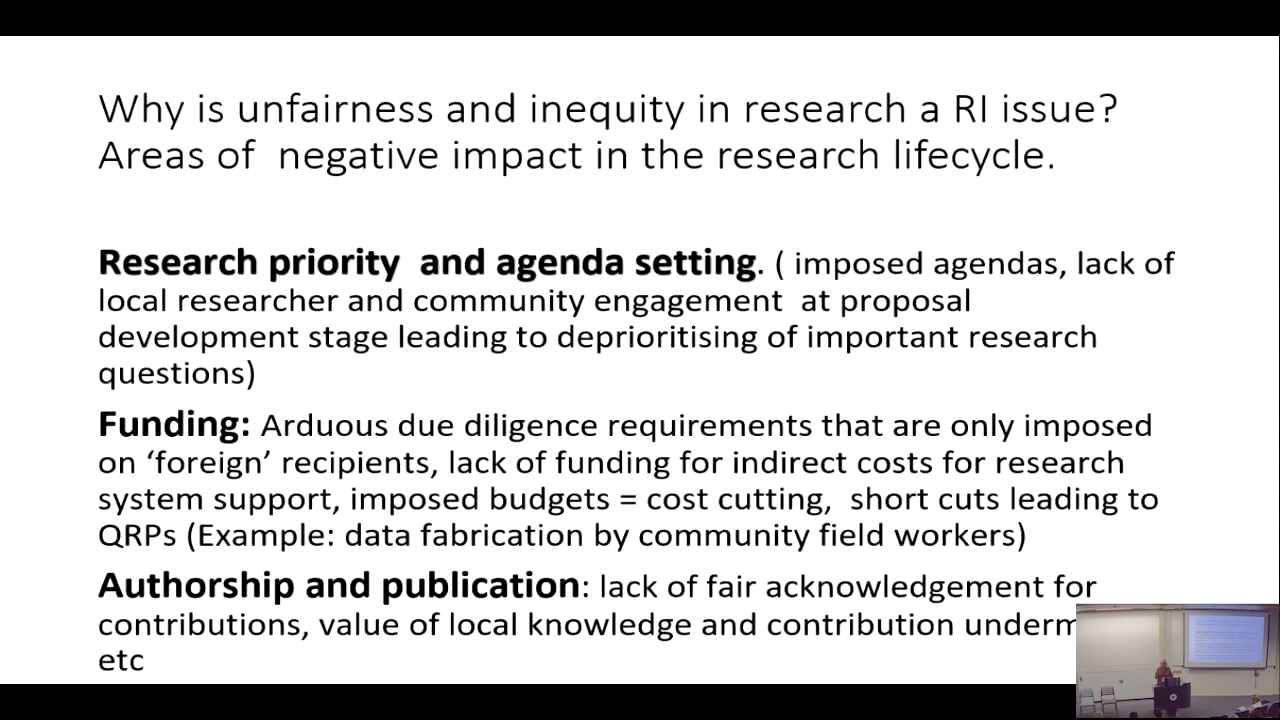 Why is unfairness and inequity in research a RI issue?
Areas of negative impact in the research lifecycle.
Research priority and agenda setting. ( imposed agendas, lack of
local researcher and community engagement at proposal
development stage leading to deprioritising of important research
questions)
Funding: Arduous due diligence requirements that are only imposed
on ‘foreign’ recipients, lack of funding for indirect costs for research
system support, imposed budgets = cost cutting, short cuts leading to
QRPs (Example: data fabrication by community field workers)
Authorship and publication: lack of fair acknowledgement for
contributions, value of local knowledge and contribution
etc